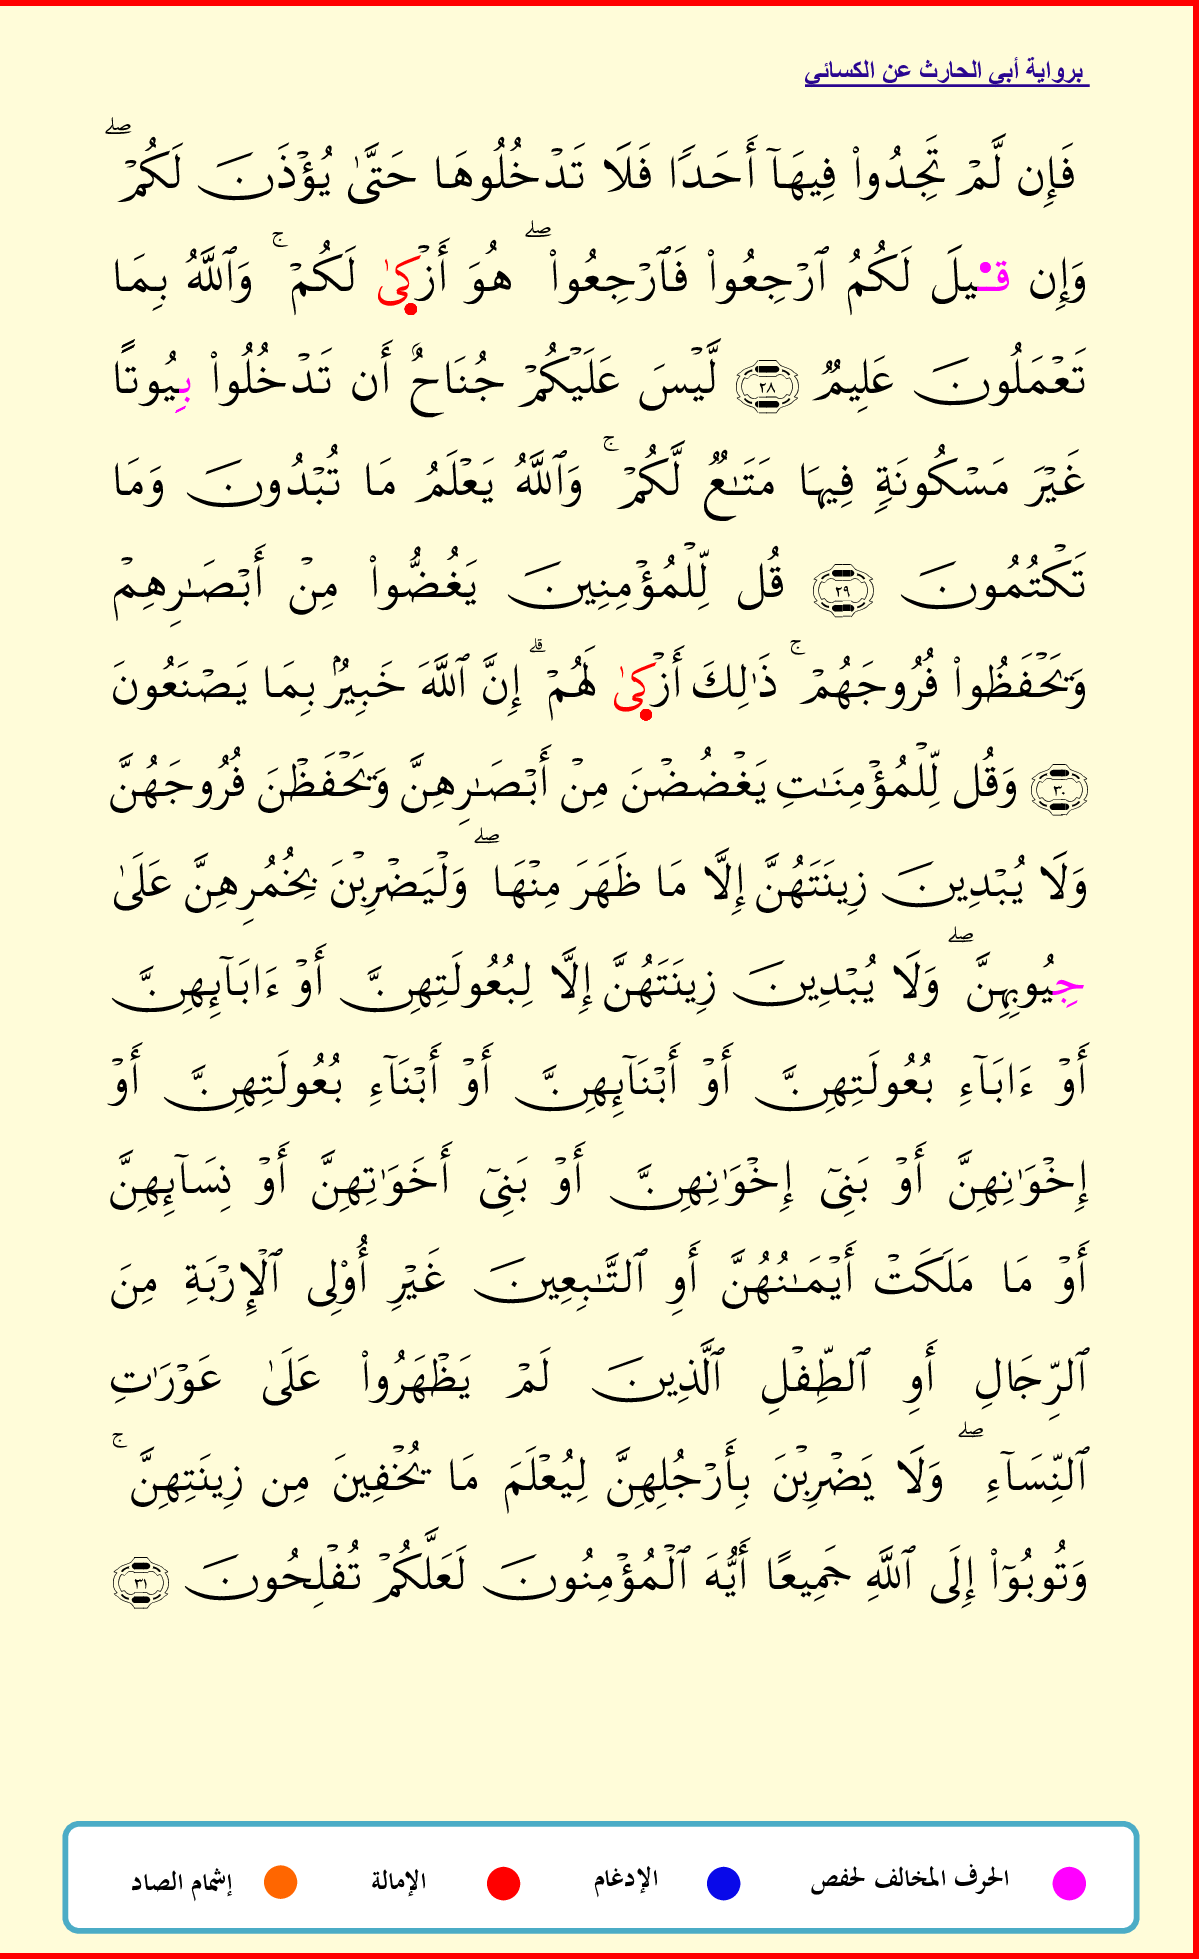 برواية أبي الحارث عن الكسائي
فَإِن لَّمْ تَجِدُواْ فِيهَآ أَحَدًا فَلَا تَدْخُلُوهَا حَتَّىٰ يُؤْذَنَ لَكُمْ ۖ
وَإِن قِيلَ لَكُمُ ٱرْجِعُواْ فَٱرْجِعُواْ ۖ هُوَ أَزْكىٰ لَكُمْ ۚ وَٱللَّهُ بِمَا
تَعْمَلُونَ عَلِيمٌ ٢٨ لَّيْسَ عَلَيْكُمْ جُنَاحٌ أَن تَدْخُلُواْ بِيُوتًا
غَيْرَ مَسْكُونَةٍ فِيهَا مَتَـٰعٌ لَّكُمْ ۚ وَٱللَّهُ يَعْلَمُ مَا تُبْدُونَ وَمَا
تَكْتُمُونَ ٢٩ قُل لِّلْمُؤْمِنِينَ يَغُضُّواْ مِنْ أَبْصَـٰرِهِمْ
وَيَحْفَظُواْ فُرُوجَهُمْ ۚ ذَٰلِكَ أَزْكىٰ لَهُمْ ۗ إِنَّ ٱللَّهَ خَبِيرٌۢ بِمَا يَصْنَعُونَ
٣٠ وَقُل لِّلْمُؤْمِنَـٰتِ يَغْضُضْنَ مِنْ أَبْصَـٰرِهِنَّ وَيَحْفَظْنَ فُرُوجَهُنَّ
وَلَا يُبْدِينَ زِينَتَهُنَّ إِلَّا مَا ظَهَرَ مِنْهَا ۖ وَلْيَضْرِبْنَ بِخُمُرِهِنَّ عَلَىٰ
جِيُوبِهِنَّ ۖ وَلَا يُبْدِينَ زِينَتَهُنَّ إِلَّا لِبُعُولَتِهِنَّ أَوْ ءَابَآئِهِنَّ
أَوْ ءَابَآءِ بُعُولَتِهِنَّ أَوْ أَبْنَآئِهِنَّ أَوْ أَبْنَآءِ بُعُولَتِهِنَّ أَوْ
إِخْوَٰنِهِنَّ أَوْ بَنِىٓ إِخْوَٰنِهِنَّ أَوْ بَنِىٓ أَخَوَٰتِهِنَّ أَوْ نِسَآئِهِنَّ
أَوْ مَا مَلَكَتْ أَيْمَـٰنُهُنَّ أَوِ ٱلتَّـٰبِعِينَ غَيْرِ أُوْلِى ٱلْإِرْبَةِ مِنَ
ٱلرِّجَالِ أَوِ ٱلطِّفْلِ ٱلَّذِينَ لَمْ يَظْهَرُواْ عَلَىٰ عَوْرَٰتِ
ٱلنِّسَآءِ ۖ وَلَا يَضْرِبْنَ بِأَرْجُلِهِنَّ لِيُعْلَمَ مَا يُخْفِينَ مِن زِينَتِهِنَّ ۚ
وَتُوبُوٓاْ إِلَى ٱللَّهِ جَمِيعًا أَيُّهَ ٱلْمُؤْمِنُونَ لَعَلَّكُمْ تُفْلِحُونَ ٣١
الحرف المخالف لحفص الإدغام الإمالة إشمام الصاد